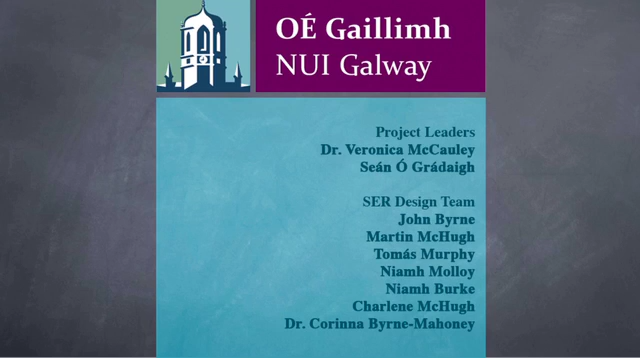 OÉ Gaillimh
NUI Galway
Project Leaders
Dr. Veronica McCauley
Seán Ó Grádaigh
SER Design Team
John Byrne
Martin McHugh
Tomás Murphy
Niamh Molloy
Niamh Burke
Charlene McHugh
Dr. Corinna Byrne-Mahoney